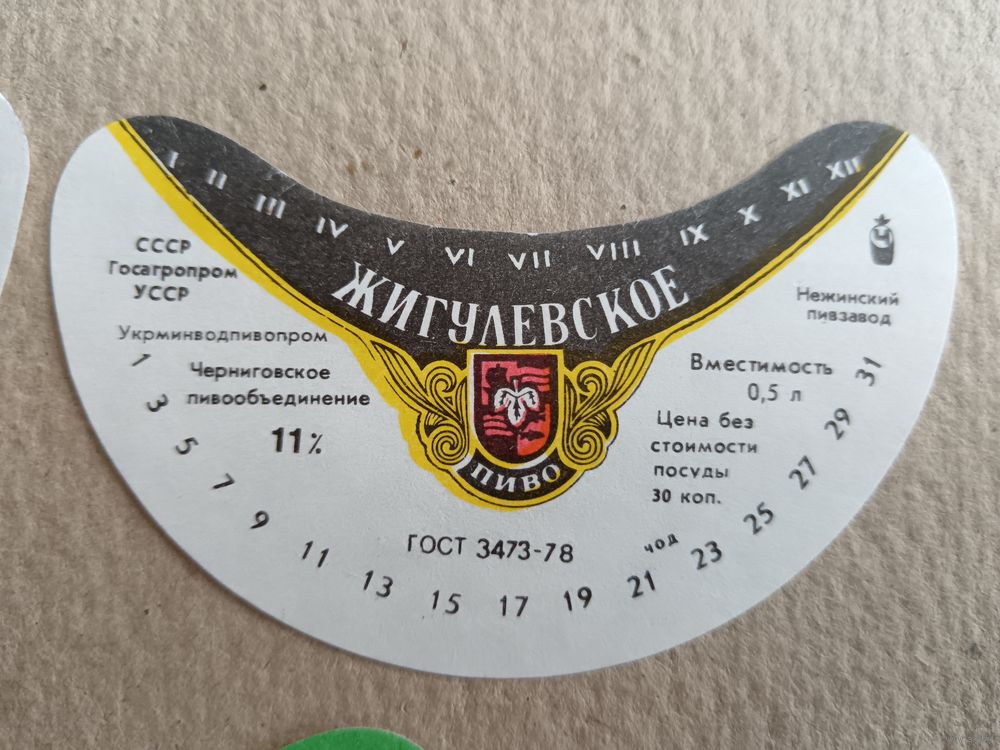 I II III IV V VI VII VIII IX X XI XII
ЖИГУЛЕВСКОЕ
ПИВО
СССР
Госагропром
УССР
Укрминводпивопром
Черниговское
пивообъединение
11%
Нежинский
пивзавод
Вместимость
0,5 л
Цена без
стоимости
посуды
30 коп.
ГОСТ 3473-78
чод
1 3 5 7 9 11 13 15 17 19 21 23 25 27 29 31